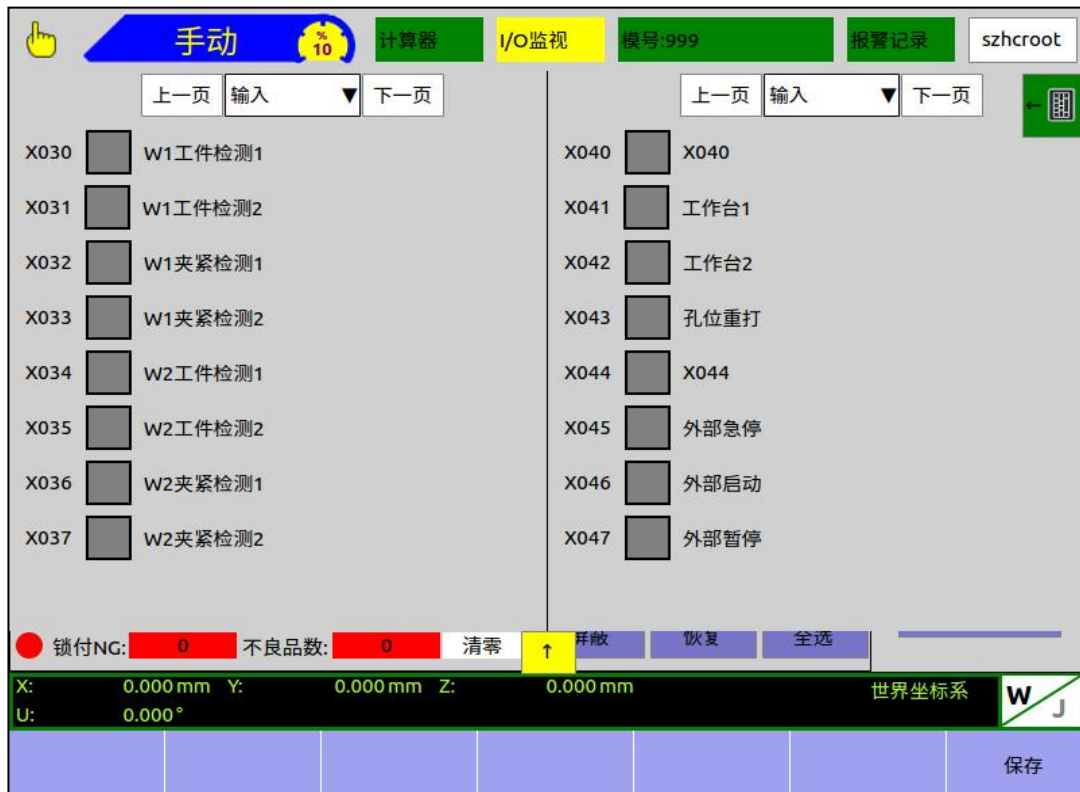 手动 % 10 计算器 I/O监视 模号:999 报警记录 szhcroot
上一页 输入 ▼ 下一页 上一页 输入 ▼ 下一页 ←
X030 W1工件检测1 X040 X040
X031 W1工件检测2 X041 工作台1
X032 W1夹紧检测1 X042 工作台2
X033 W1夹紧检测2 X043 孔位重打
X034 W2工件检测1 X044 X044
X035 W2工件检测2 X045 外部急停
X036 W2夹紧检测1 X046 外部启动
X037 W2夹紧检测2 X047 外部暂停
锁付NG: 0 不良品数: 0 清零 ↑ 屏蔽 恢复 全选
X: 0.000 mm Y: 0.000 mm Z: 0.000 mm 世界坐标系 W J
U: 0.000 °
保存